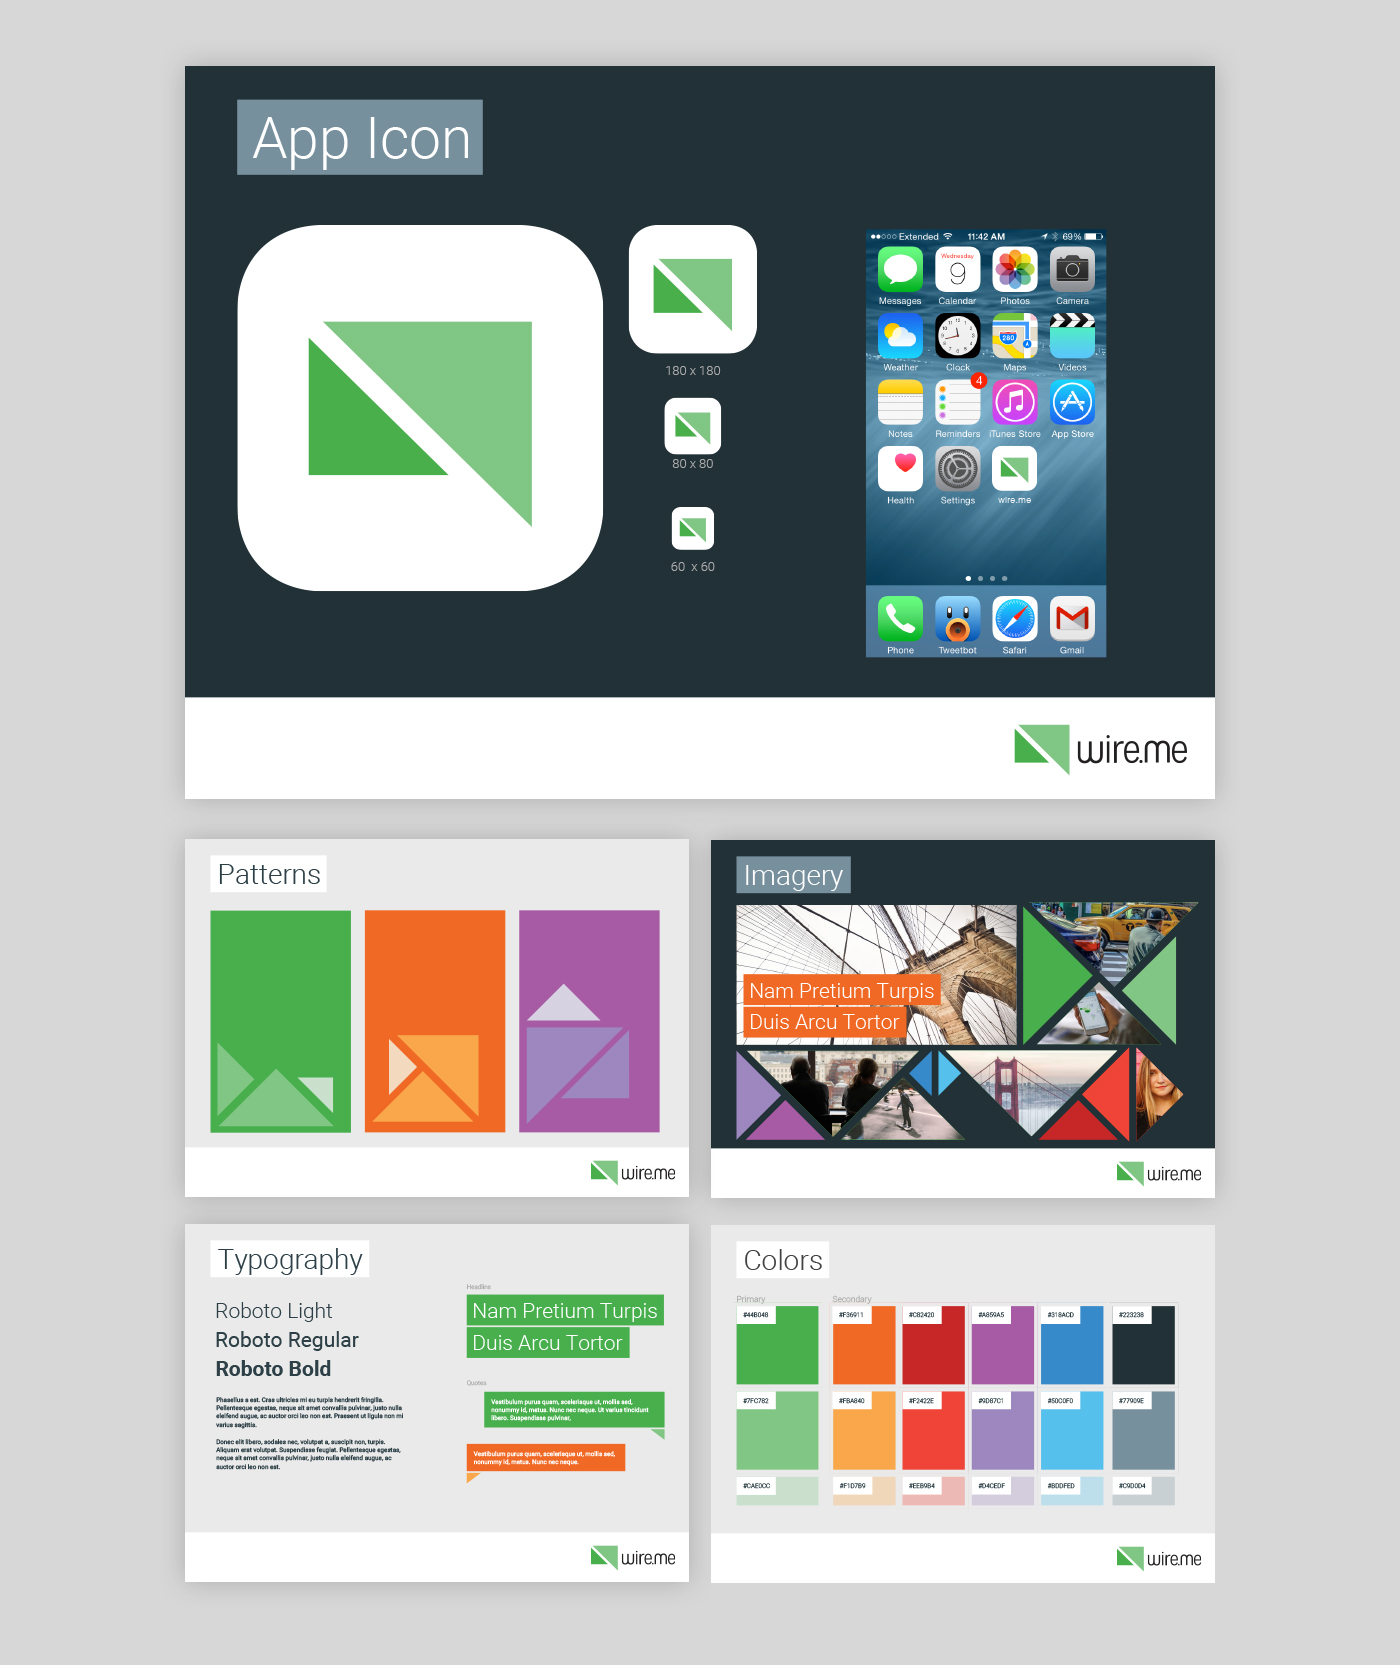 App Icon
180 x 180
80 x 80
60 x 60
Extended 11:42 AM 69%
Wednesday
9
Messages Calendar Photos Camera
280
Weather Clock Maps Videos
4
Notes Reminders iTunes Store App Store
Health Settings wire.me
Phone Tweetbot Safari Gmail
wire.me
Patterns
wire.me
Imagery
Nam Pretium Turpis
Duis Arcu Tortor
wire.me
Typography
Roboto Light
Roboto Regular
Roboto Bold
Phasellus a est. Cras ultricies mi eu turpis hendrerit fringilla.
Pellentesque egestas, neque sit amet convallis pulvinar, justo nulla
eleifend augue, ac auctor orci leo non est. Praesent ut ligula non mi
varius sagittis.
Donec elit libero, sodales nec, volutpat a, suscipit non, turpis.
Aliquam erat volutpat. Suspendisse feugiat. Pellentesque egestas,
neque sit amet convallis pulvinar, justo nulla eleifend augue, ac
auctor orci leo non est.
Headline
Nam Pretium Turpis
Duis Arcu Tortor
Quotes
Vestibulum purus quam, scelerisque ut, mollis sed,
nonummy id, metus. Nunc nec neque. Ut varius tincidunt
libero. Suspendisse pulvinar,
Vestibulum purus quam, scelerisque ut, mollis sed,
nonummy id, metus. Nunc nec neque.
wire.me
Colors
Primary Secondary
#44B048 #F36911 #C82420 #A859A5 #318ACD #223238
#7FC782 #FBA840 #F2422E #9D87C1 #50C0F0 #77909E
#CAE0CC #F1D7B9 #EEB9B4 #D4CEDF #BDDFED #C9D0D4
wire.me